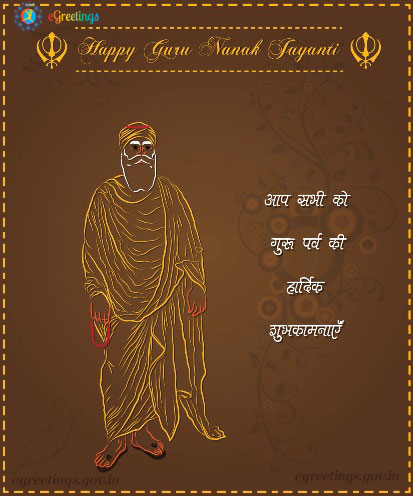 eGreetings
Happy Guru Nanak Jayanti
आप सभी को
गुरू पर्व की
हार्दिक
शुभकामनाएँ
egreetings.gov.in
egreetings.gov.in